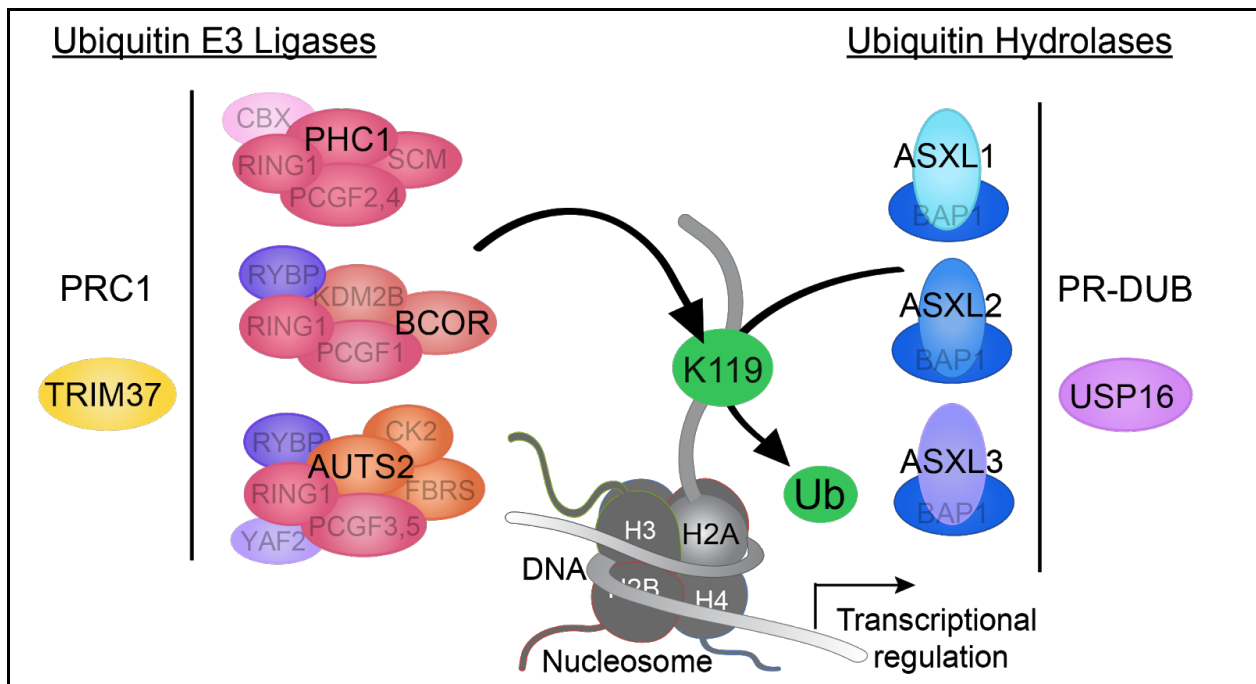 Ubiquitin E3 Ligases
Ubiquitin Hydrolases
CBX
PHC1
RING1
SCM
PCGF2,4
RYBP
KDM2B
RING1
BCOR
PCGF1
RYBP
CK2
AUTS2
RING1
FBRS
PCGF3,5
YAF2
PRC1
TRIM37
K119
Ub
H3
H2A
DNA
H2B
H4
Nucleosome
ASXL1
BAP1
ASXL2
BAP1
ASXL3
BAP1
PR-DUB
USP16
Transcriptional
regulation